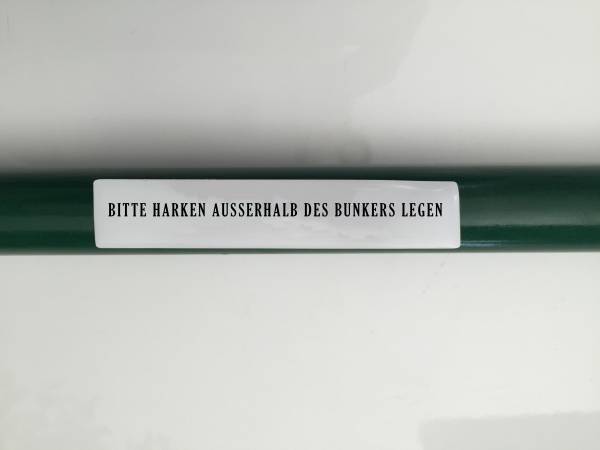 BITTE HARKEN AUSSERHALB DES BUNKERS LEGEN